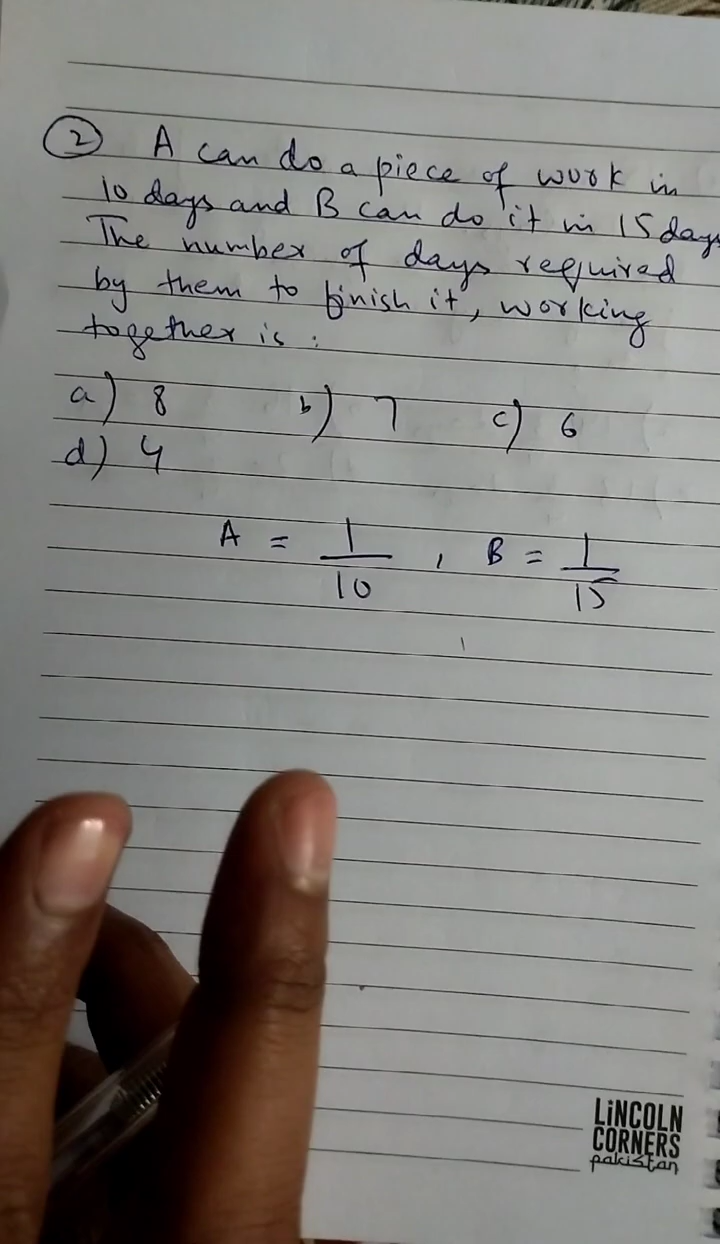 2 A can do a piece of work in
10 days and B can do it in 15 days
The number of days required
by them to finish it, working
together is :
a) 8 b) 7 c) 6
d) 4
A = 1/10 , B = 1/15
LiNCOLN
CORNERS
pakistan